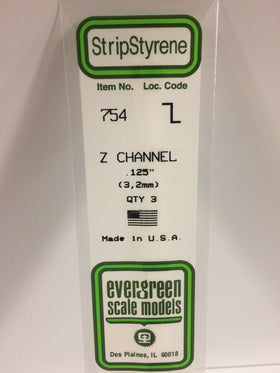 StripStyrene
Item No. Loc. Code
754 Z
Z CHANNEL
.125"
(3,2mm)
QTY 3
Made in U.S.A.
evergreen
scale models
Des Plaines, IL 60018